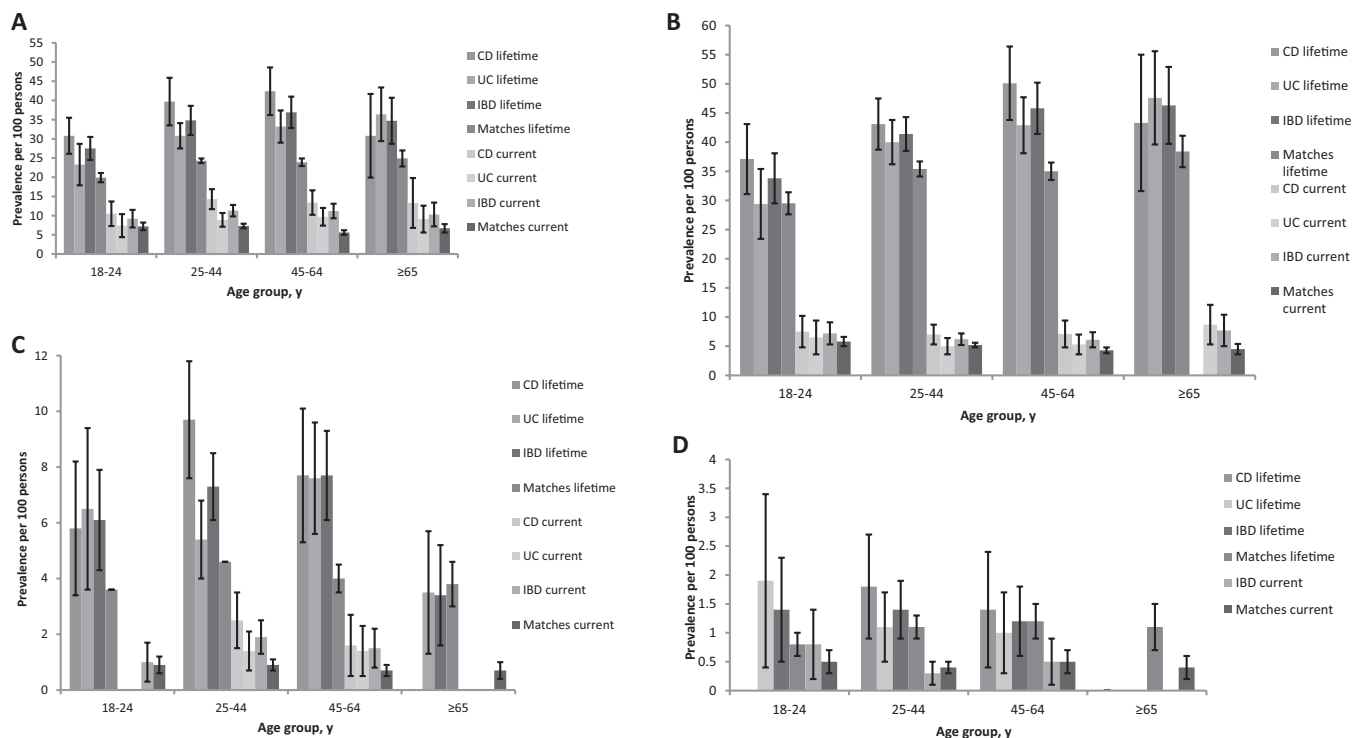 A
Prevalence per 100 persons
55
50
45
40
35
30
25
20
15
10
5
0
18-24
25-44
45-64
≥65
Age group, y
CD lifetime
UC lifetime
IBD lifetime
Matches lifetime
CD current
UC current
IBD current
Matches current
B
Prevalence per 100 persons
60
55
50
45
40
35
30
25
20
15
10
5
0
18-24
25-44
45-64
≥65
Age group, y
CD lifetime
UC lifetime
IBD lifetime
Matches
lifetime
CD current
UC current
IBD current
Matches
current
C
Prevalence per 100 persons
12
10
8
6
4
2
0
18-24
25-44
45-64
≥65
Age group, y
CD lifetime
UC lifetime
IBD lifetime
Matches lifetime
CD current
UC current
IBD current
Matches current
D
Prevalence per 100 persons
4
3.5
3
2.5
2
1.5
1
0.5
0
18-24
25-44
45-64
≥65
Age group, y
CD lifetime
UC lifetime
IBD lifetime
Matches lifetime
IBD current
Matches current